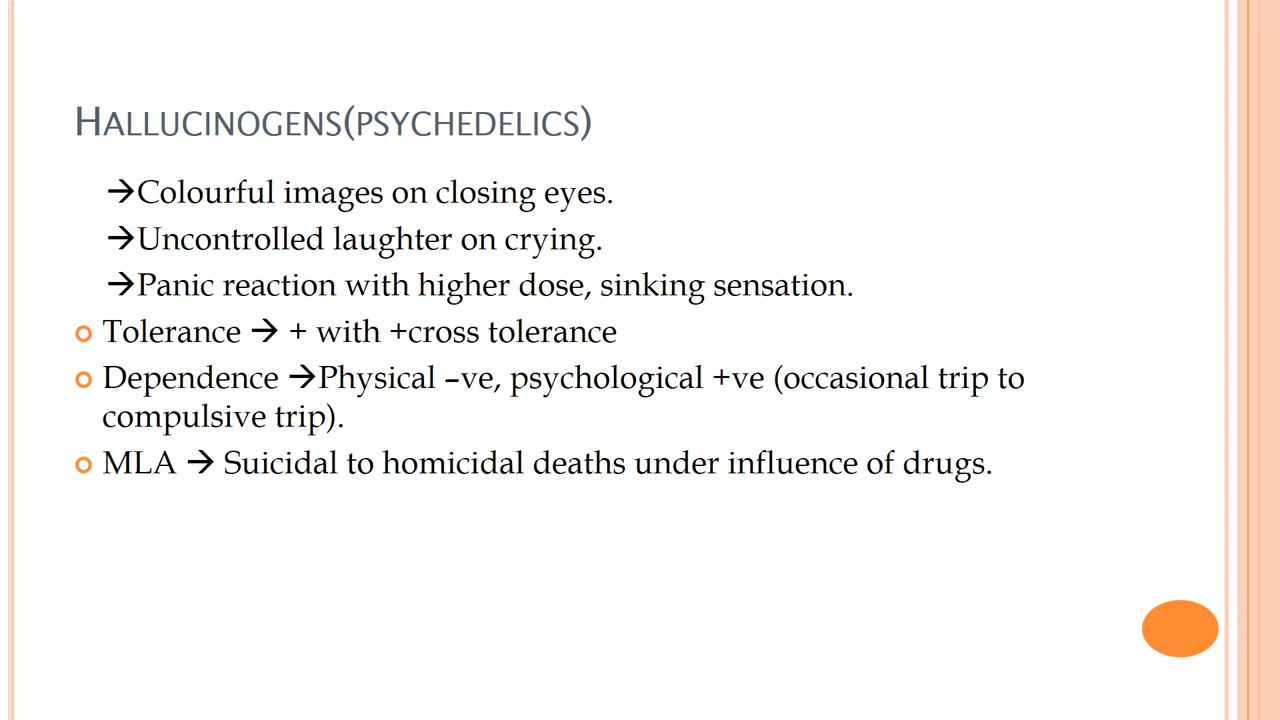 HALLUCINOGENS(PSYCHEDELICS)
→Colourful images on closing eyes.
→Uncontrolled laughter on crying.
→Panic reaction with higher dose, sinking sensation.
Tolerance → + with +cross tolerance
Dependence →Physical –ve, psychological +ve (occasional trip to
compulsive trip).
MLA → Suicidal to homicidal deaths under influence of drugs.